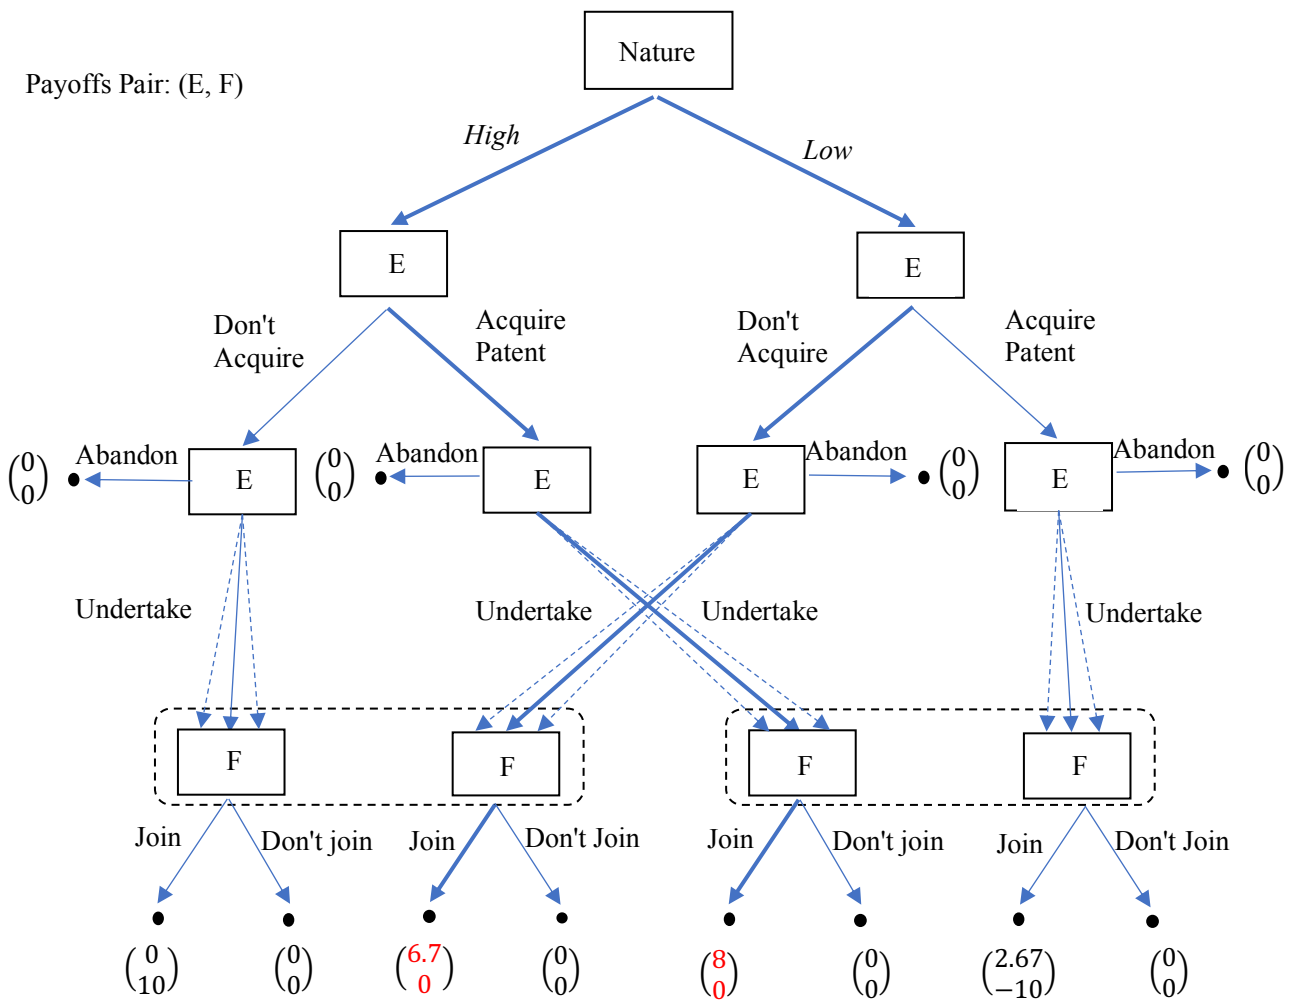 Nature
Payoffs Pair: (E, F)
High
Low
E
E
Don't
Acquire
Acquire
Patent
Don't
Acquire
Acquire
Patent
(0
0)
Abandon
E
(0
0)
Abandon
E
E
Abandon
(0
0)
E
Abandon
(0
0)
Undertake
Undertake
Undertake
Undertake
F
F
F
F
Join
Don't join
Join
Don't Join
Join
Don't join
Join
Don't Join
(0
10)
(0
0)
(6.7
0)
(0
0)
(8
0)
(0
0)
(2.67
−10)
(0
0)